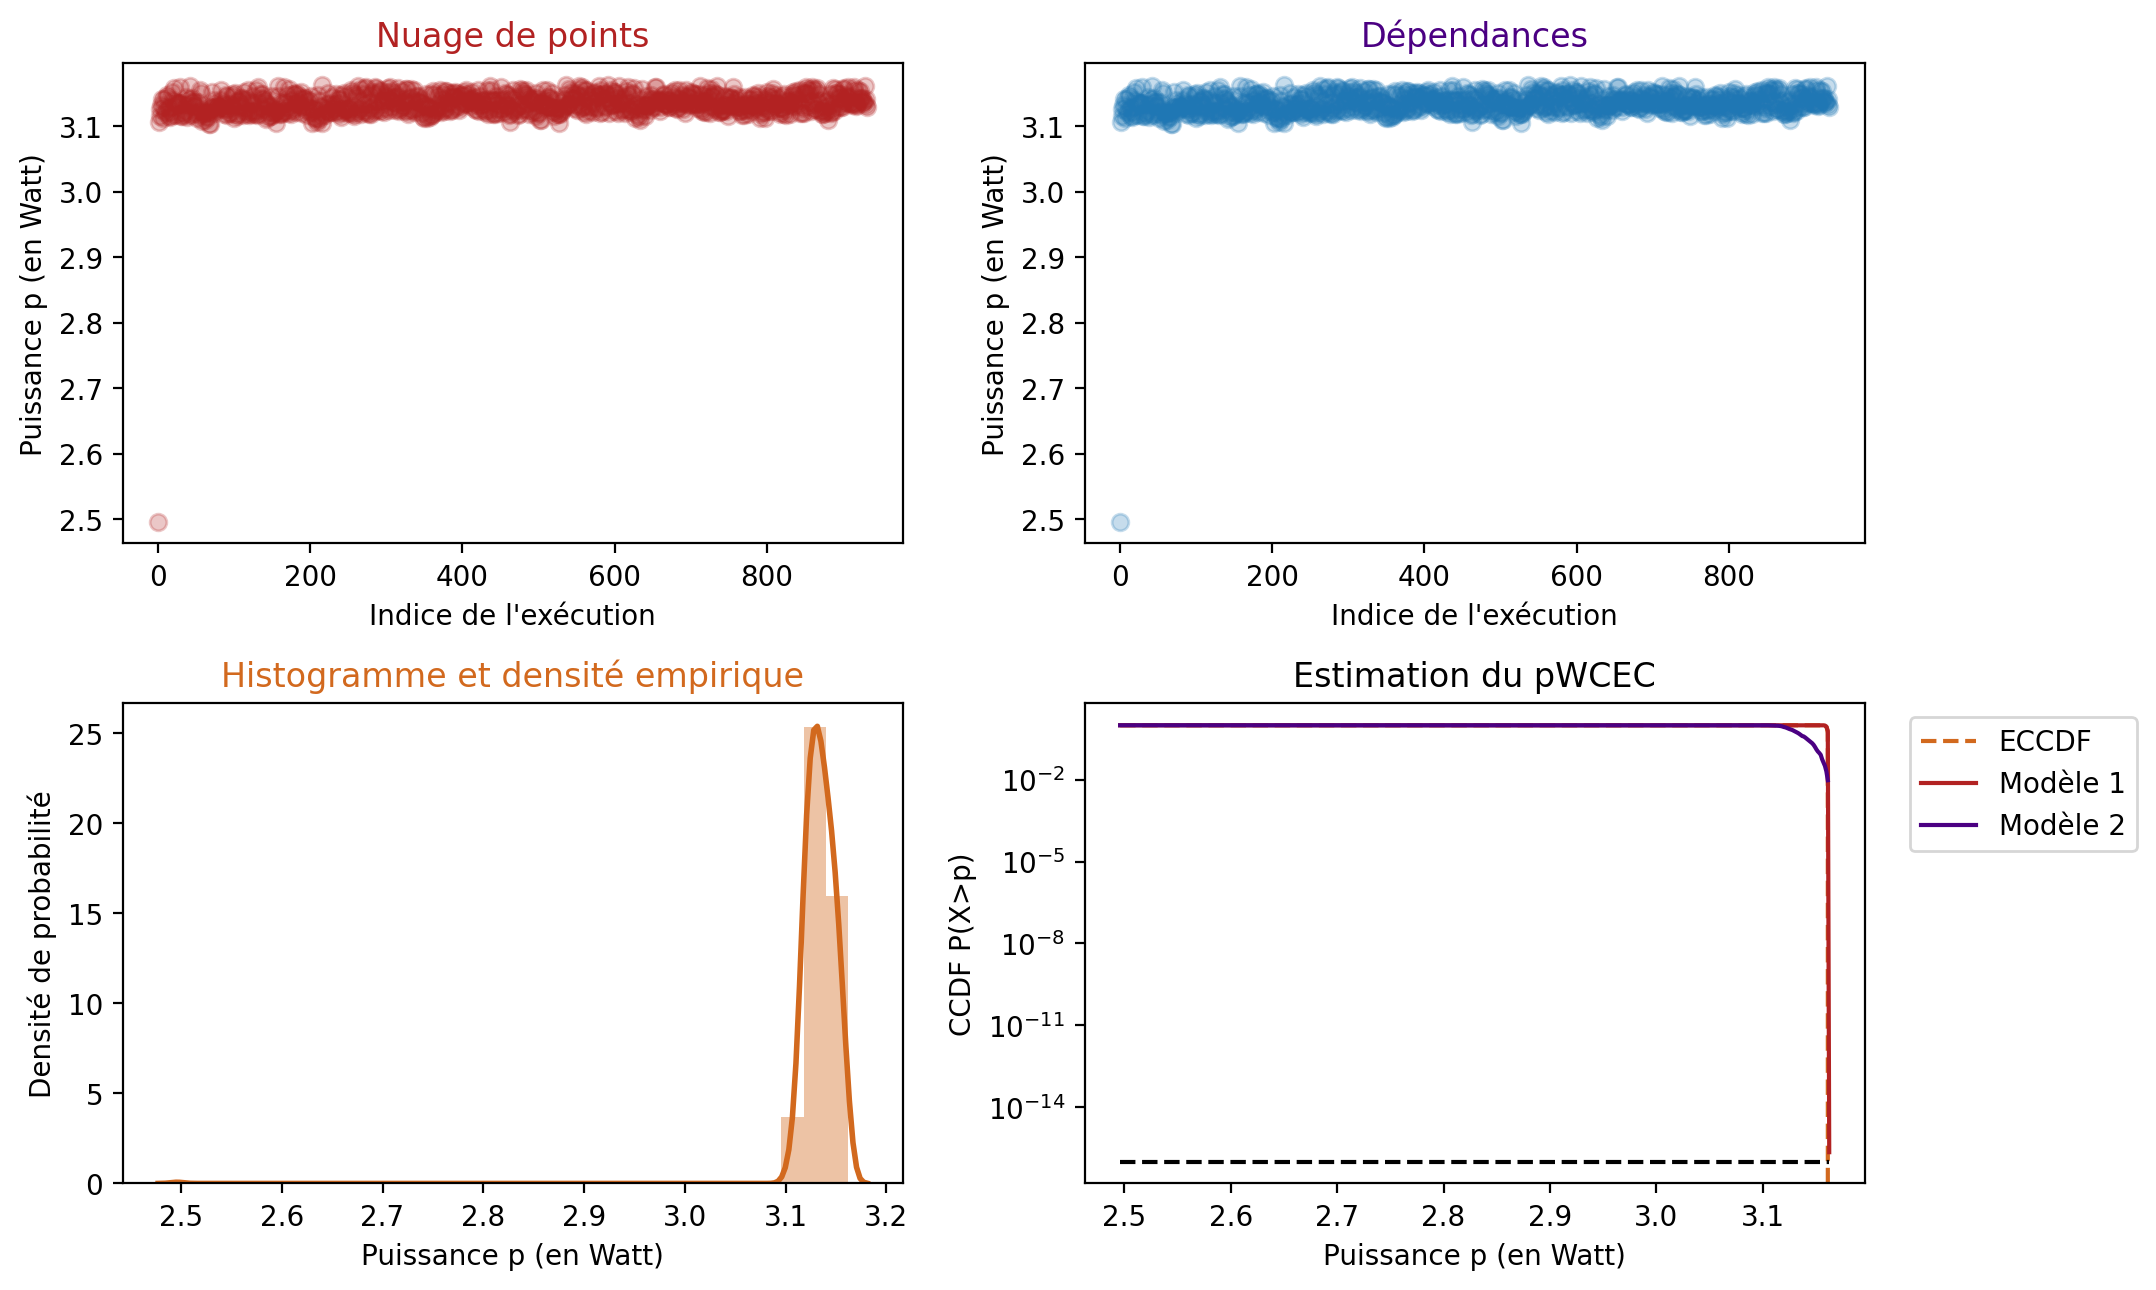 Nuage de points
Puissance p (en Watt)
3.1
3.0
2.9
2.8
2.7
2.6
2.5
0 200 400 600 800
Indice de l'exécution
Dépendances
Puissance p (en Watt)
3.1
3.0
2.9
2.8
2.7
2.6
2.5
0 200 400 600 800
Indice de l'exécution
Histogramme et densité empirique
Densité de probabilité
25
20
15
10
5
0
2.5 2.6 2.7 2.8 2.9 3.0 3.1 3.2
Puissance p (en Watt)
Estimation du pWCEC
CCDF P(X>p)
10⁻²
10⁻⁵
10⁻⁸
10⁻¹¹
10⁻¹⁴
2.5 2.6 2.7 2.8 2.9 3.0 3.1
Puissance p (en Watt)
ECCDF
Modèle 1
Modèle 2